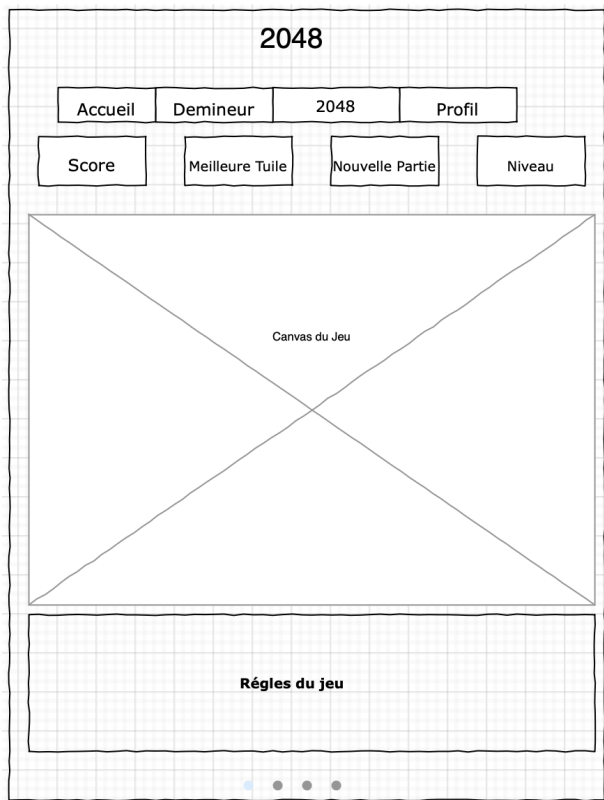 2048
Accueil Demineur 2048 Profil
Score Meilleure Tuile Nouvelle Partie Niveau
Canvas du Jeu
Régles du jeu